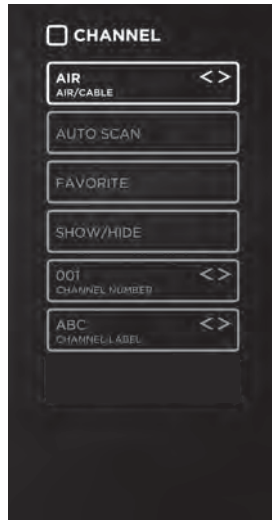 CHANNEL
AIR <>
AIR/CABLE
AUTO SCAN
FAVORITE
SHOW/HIDE
001 <>
CHANNEL NUMBER
ABC <>
CHANNEL LABEL